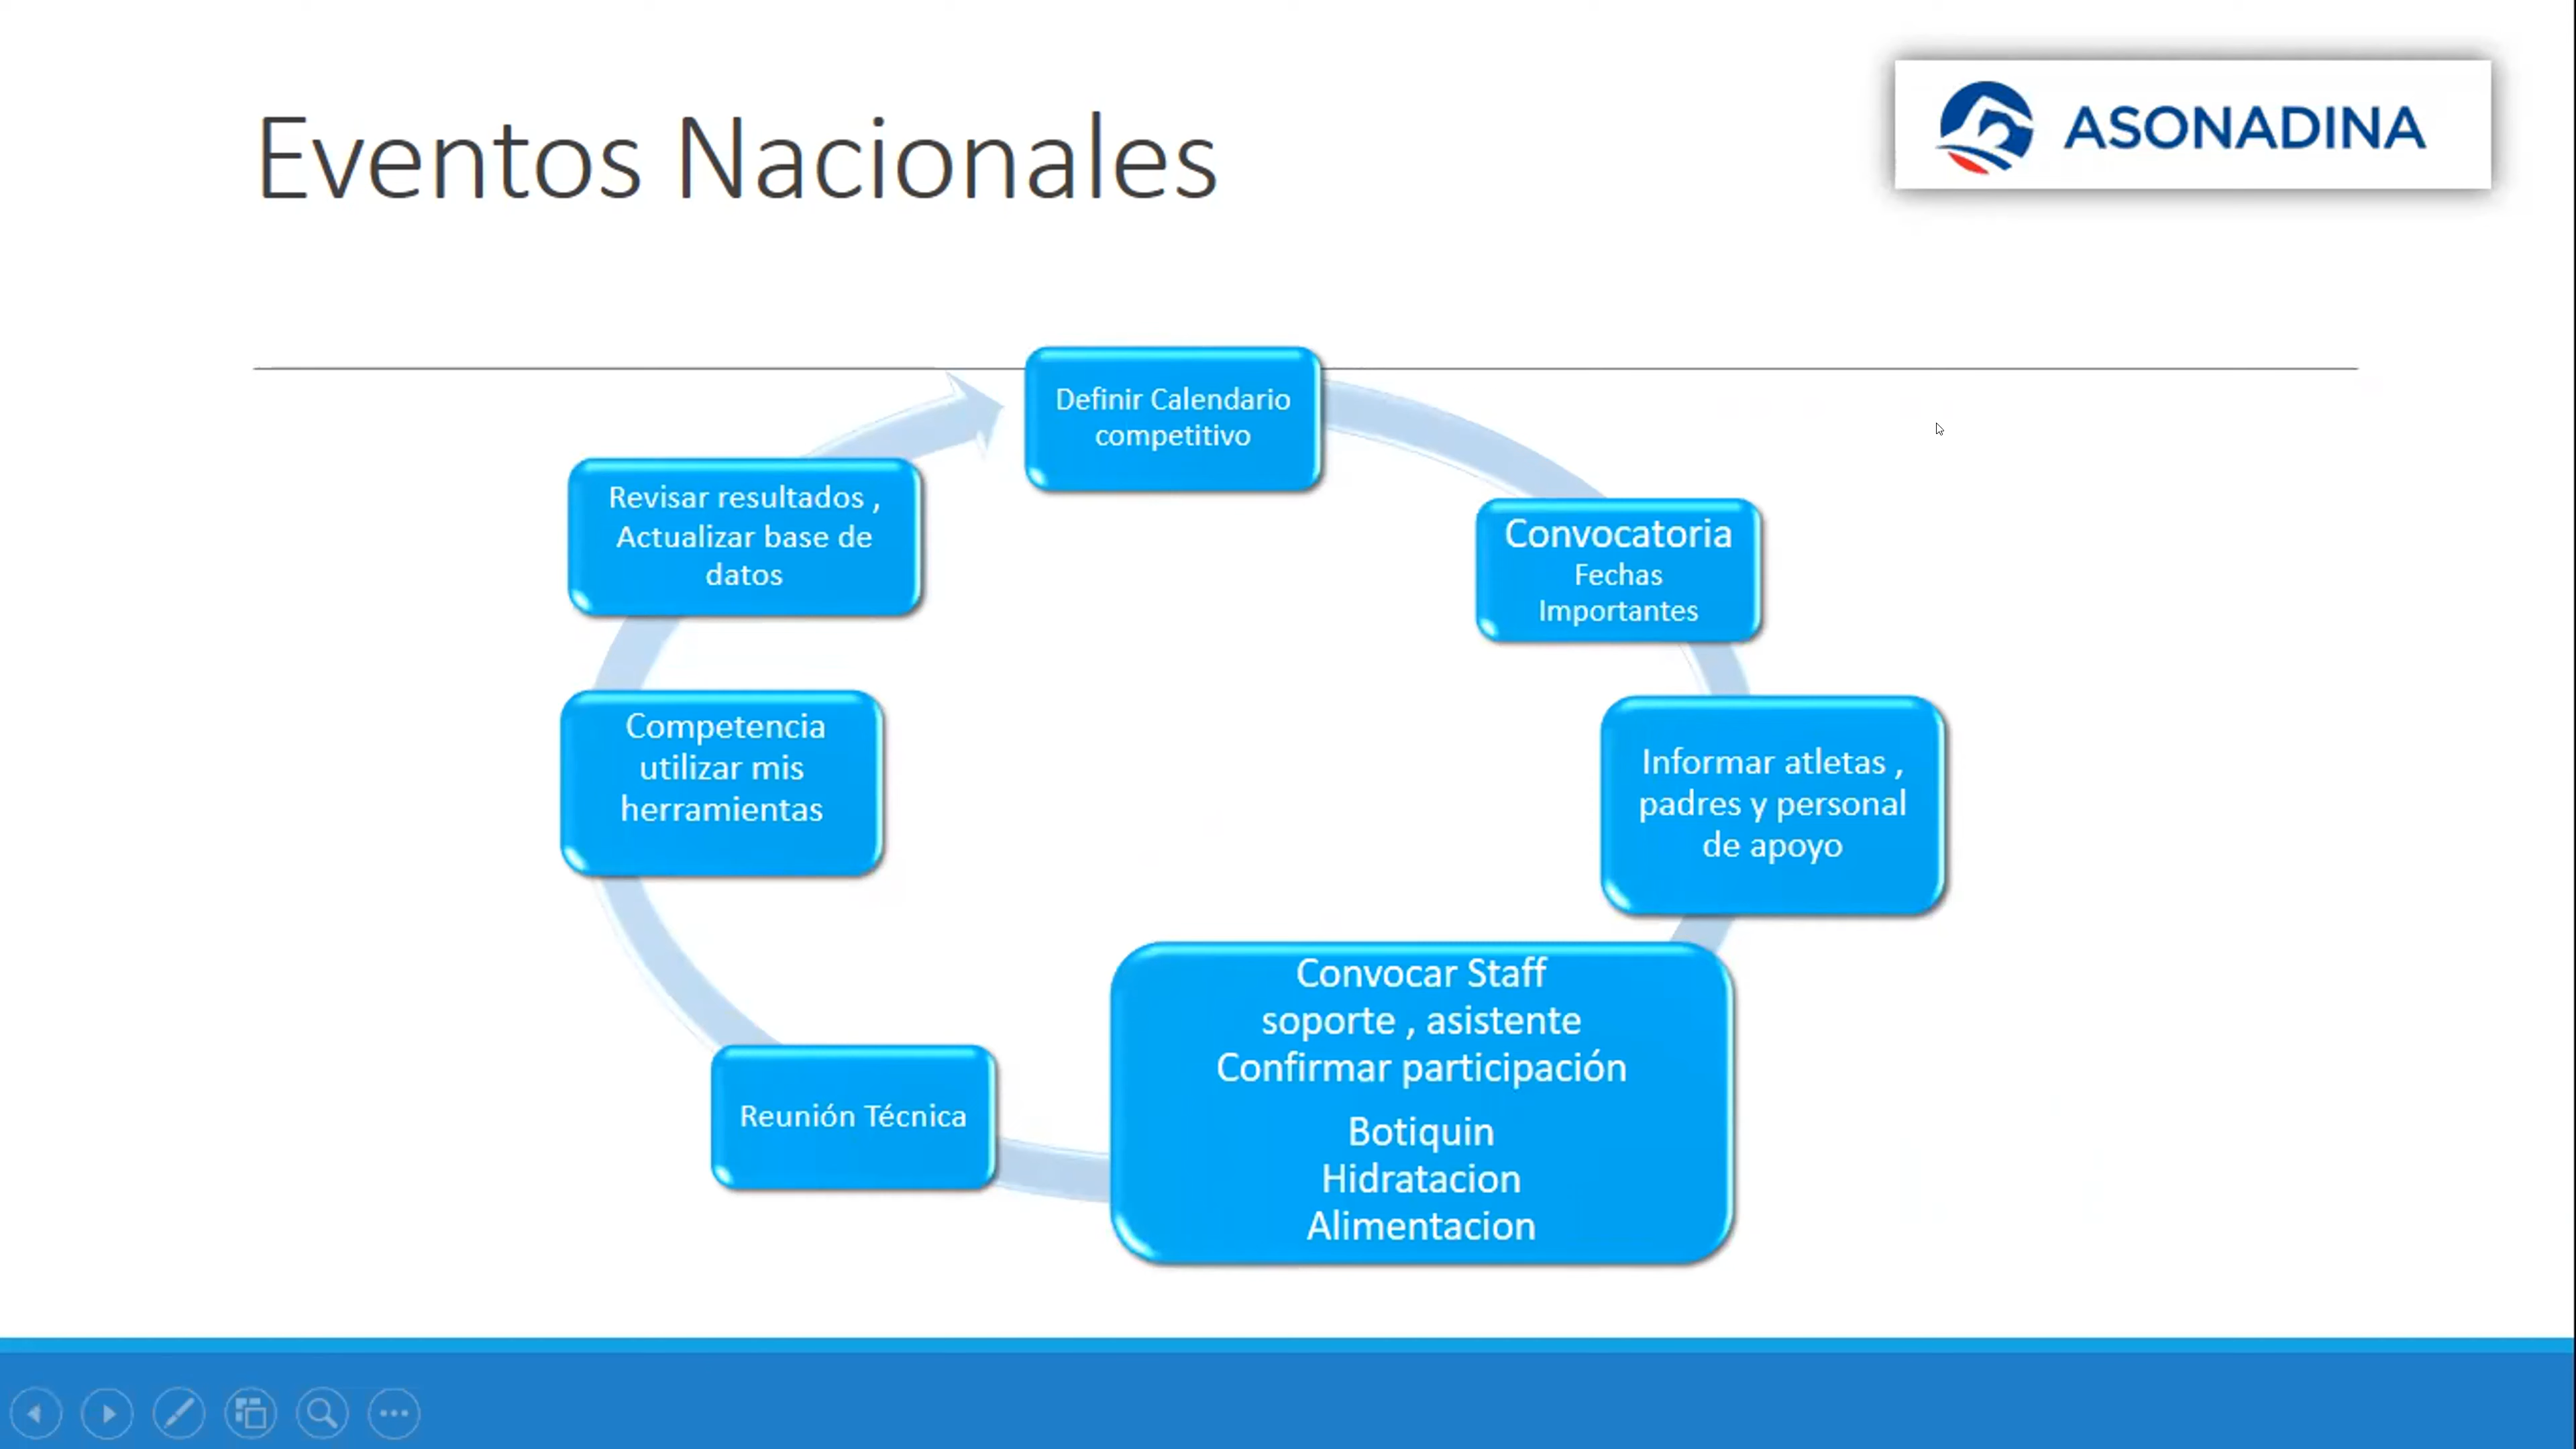 Eventos Nacionales
ASONADINA
Definir Calendario
competitivo
Convocatoria
Fechas
Importantes
Informar atletas ,
padres y personal
de apoyo
Convocar Staff
soporte , asistente
Confirmar participación
Botiquin
Hidratacion
Alimentacion
Reunión Técnica
Competencia
utilizar mis
herramientas
Revisar resultados ,
Actualizar base de
datos